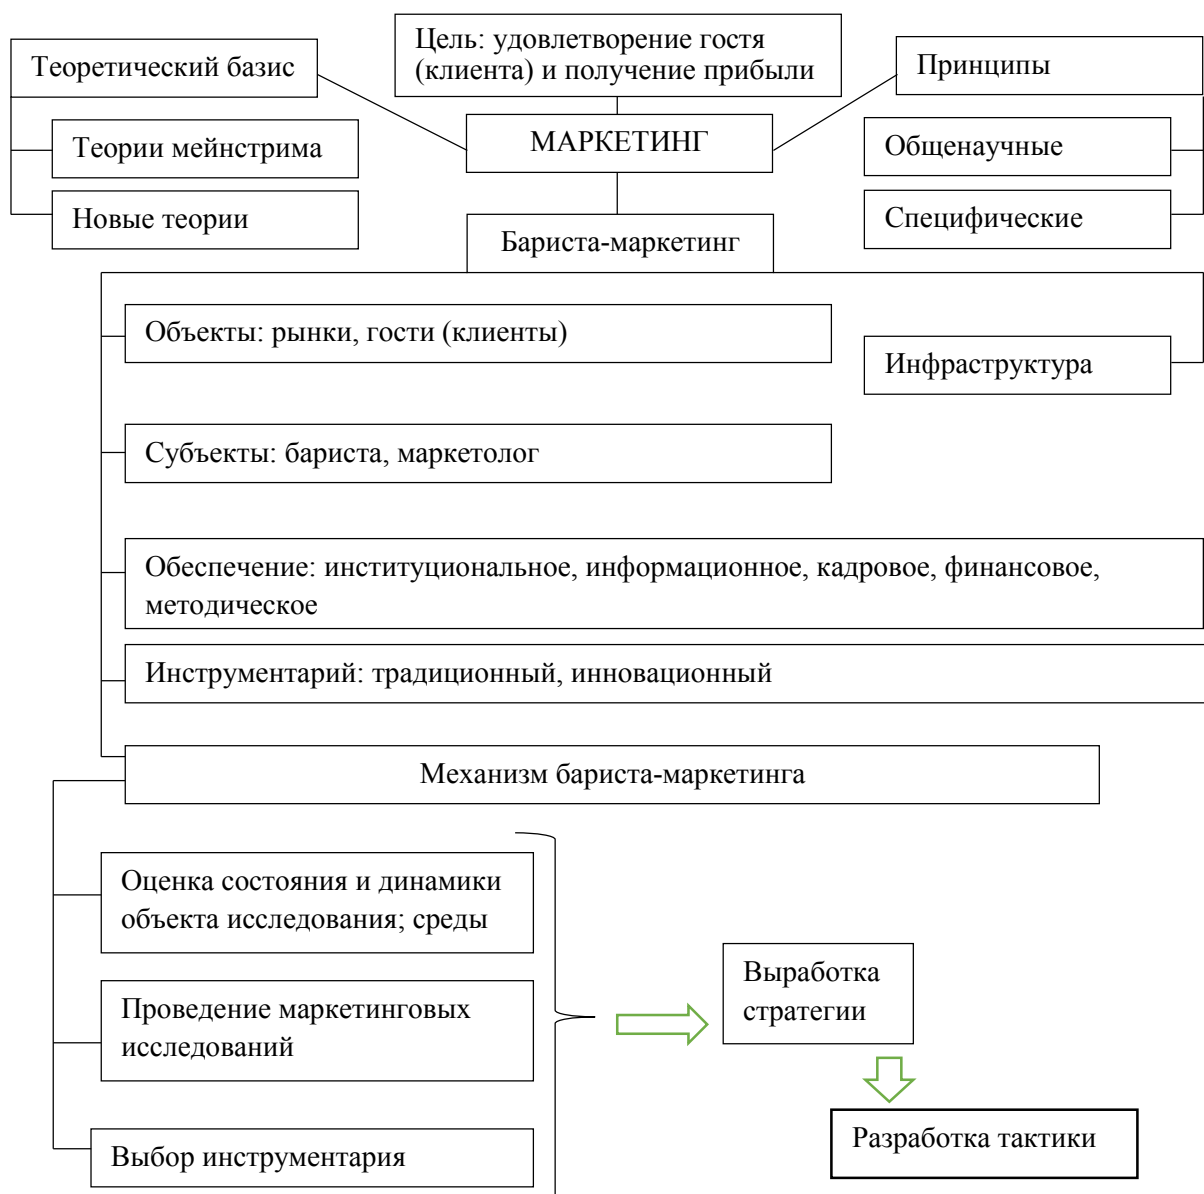 Теоретический базис
Цель: удовлетворение гостя
(клиента) и получение прибыли
Принципы
Теории мейнстрима
МАРКЕТИНГ
Общенаучные
Новые теории
Специфические
Бариста-маркетинг
Объекты: рынки, гости (клиенты)
Инфраструктура
Субъекты: бариста, маркетолог
Обеспечение: институциональное, информационное, кадровое, финансовое,
методическое
Инструментарий: традиционный, инновационный
Механизм бариста-маркетинга
Оценка состояния и динамики
объекта исследования; среды
Проведение маркетинговых
исследований
Выбор инструментария
Выработка
стратегии
Разработка тактики